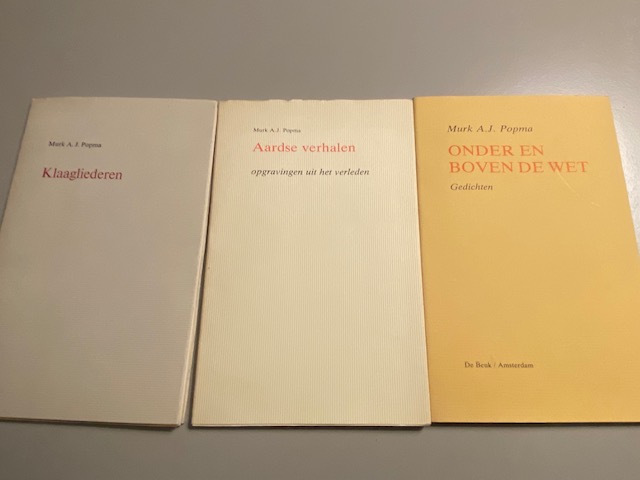 Murk A.J. Popma
Klaagliederen
Murk A.J. Popma
Aardse verhalen
opgravingen uit het verleden
Murk A.J. Popma
ONDER EN
BOVEN DE WET
Gedichten
De Beuk / Amsterdam